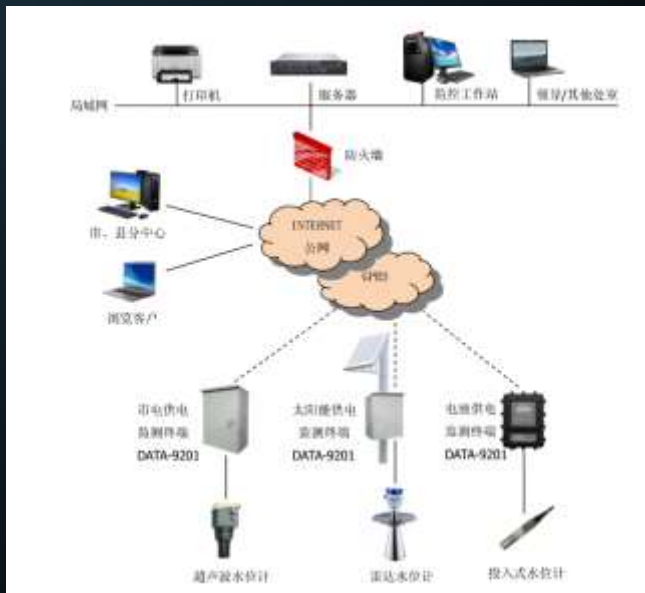 局域网
打印机
服务器
防控工作站
领导/其他处室
防火墙
市、县分中心
INTERNET
公网
GPRS
浏览客户
市电供电
监测终端
DATA-9201
太阳能供电
监测终端
DATA-9201
电池供电
监测终端
DATA-9201
超声波水位计
雷达水位计
投入式水位计